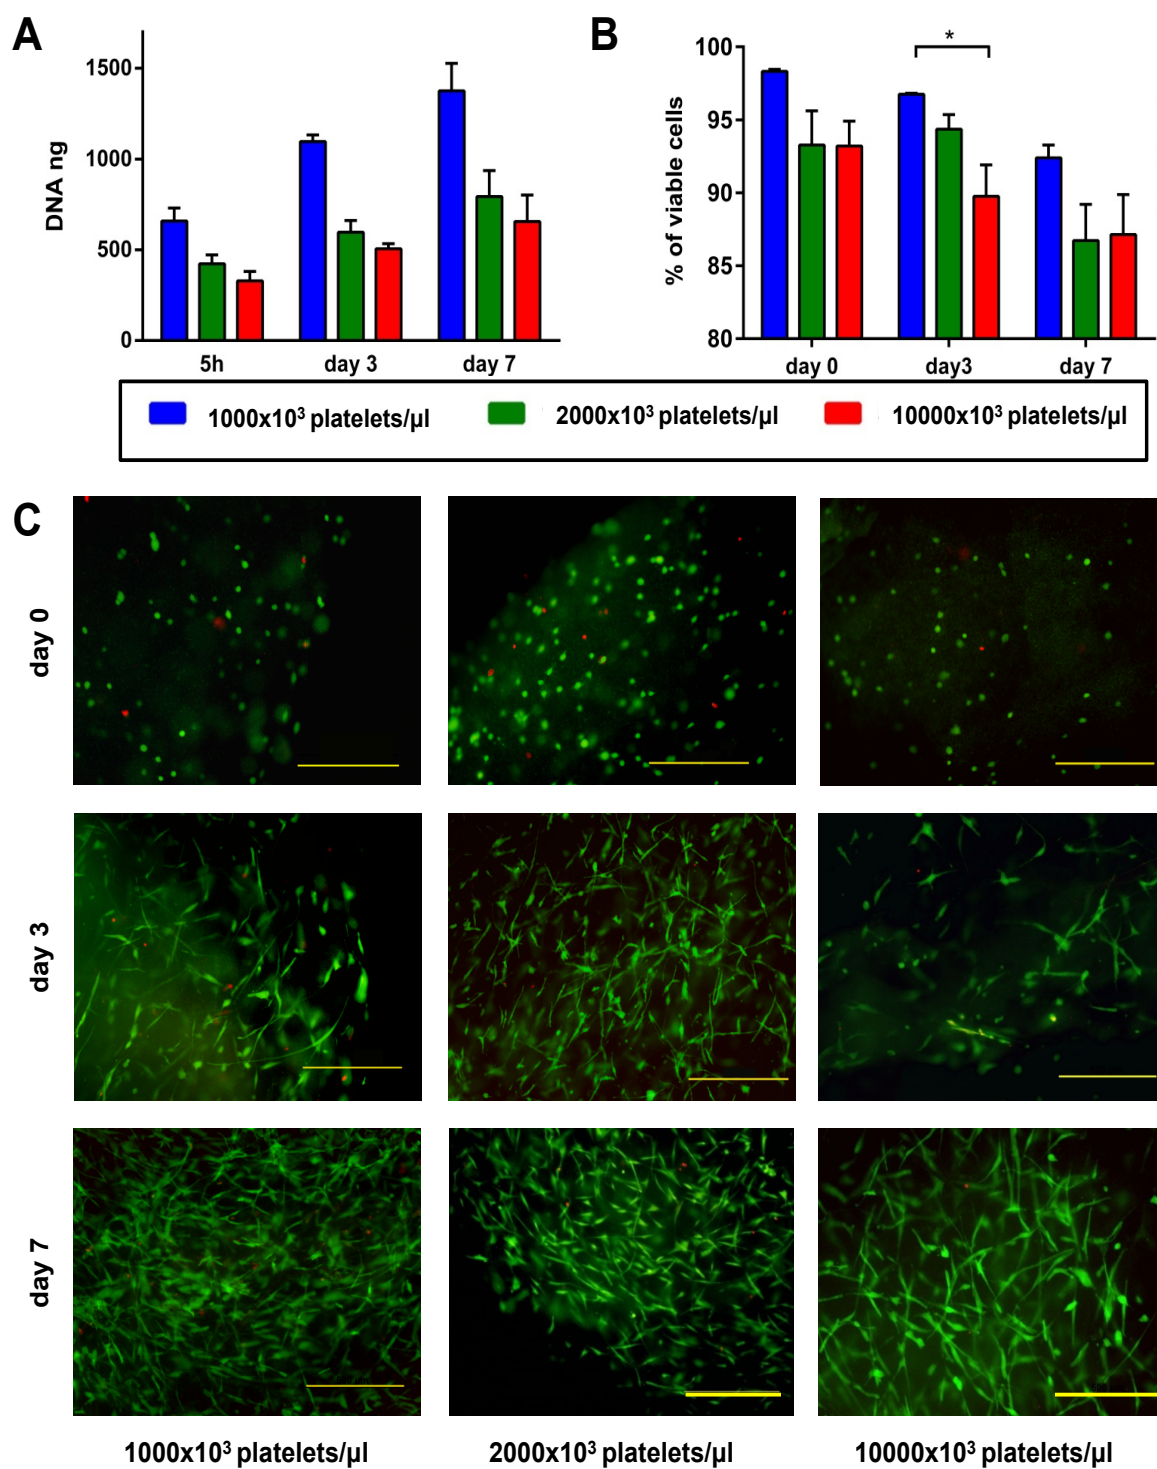 A
B
1500
1000
500
0
DNA ng
5h
day 3
day 7
100
95
90
85
80
% of viable cells
*
day 0
day3
day 7
1000x10³ platelets/µl
2000x10³ platelets/µl
10000x10³ platelets/µl
C
day 0
day 3
day 7
1000x10³ platelets/µl
2000x10³ platelets/µl
10000x10³ platelets/µl